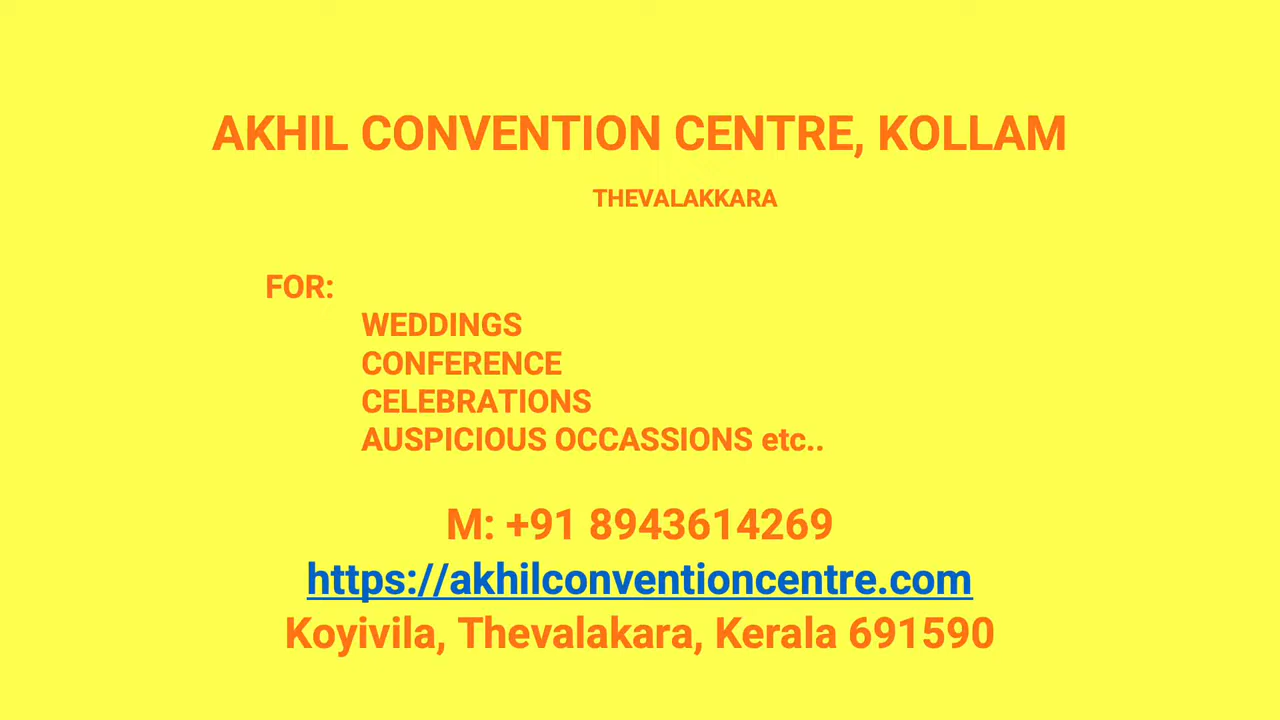 AKHIL CONVENTION CENTRE, KOLLAM
THEVALAKKARA
FOR:
WEDDINGS
CONFERENCE
CELEBRATIONS
AUSPICIOUS OCCASSIONS etc..
M: +91 8943614269
https://akhilconventioncentre.com
Koyivila, Thevalakara, Kerala 691590